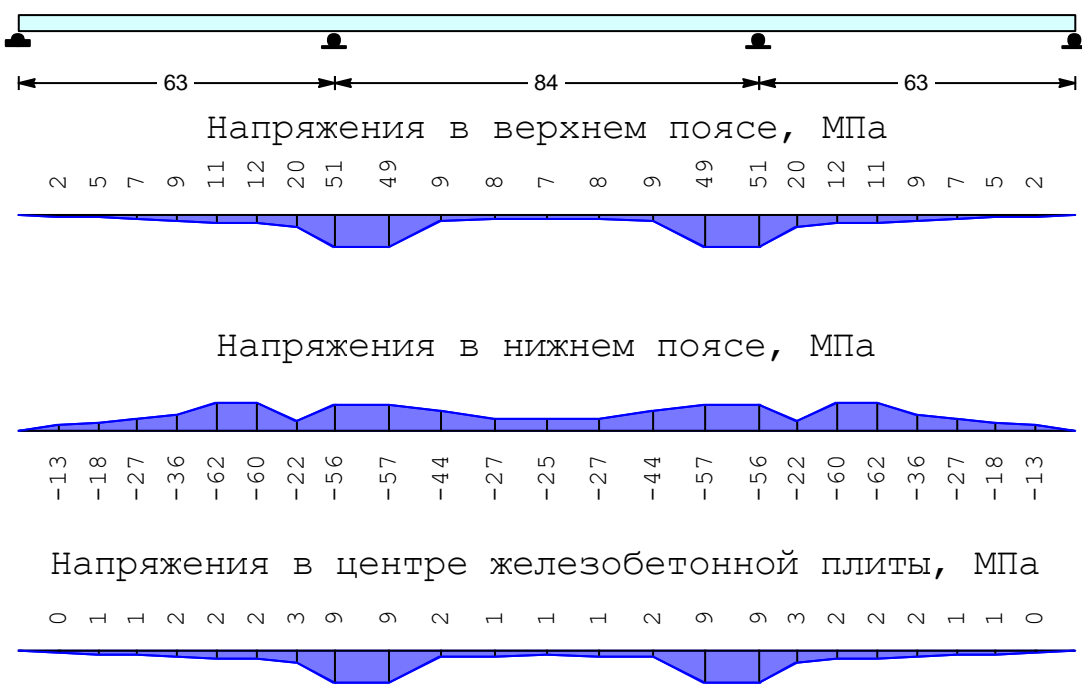 63 84 63
Напряжения в верхнем поясе, МПа
2 5 7 9 11 12 20 51 49 9 8 7 8 9 49 51 20 12 11 9 7 5 2
Напряжения в нижнем поясе, МПа
-13 -18 -27 -36 -62 -60 -22 -56 -57 -44 -27 -25 -27 -44 -57 -56 -22 -60 -62 -36 -27 -18 -13
Напряжения в центре железобетонной плиты, МПа
0 1 1 2 2 2 3 9 9 2 1 1 1 2 9 9 3 2 2 2 1 1 0